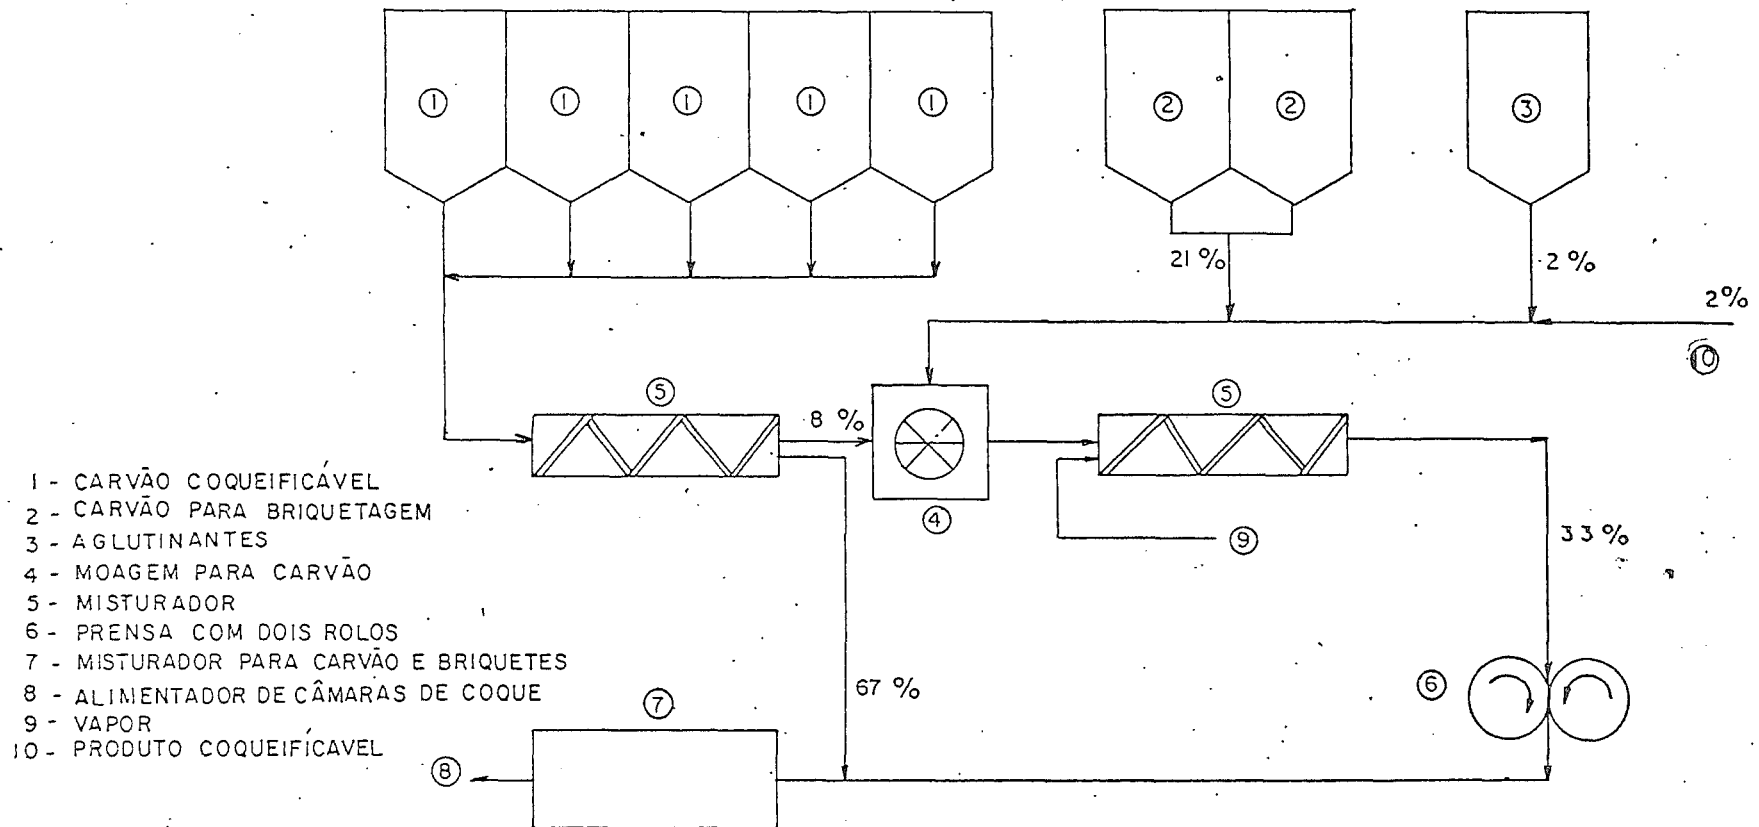 1 1 1 1 1 2 2 3
21 % 2 %
2%
10
5 5
8 %
4
9
33 %
1 - CARVÃO COQUEIFICÁVEL
2 - CARVÃO PARA BRIQUETAGEM
3 - AGLUTINANTES
4 - MOAGEM PARA CARVÃO
5 - MISTURADOR
6 - PRENSA COM DOIS ROLOS
7 - MISTURADOR PARA CARVÃO E BRIQUETES
8 - ALIMENTADOR DE CÂMARAS DE COQUE
9 - VAPOR
10 - PRODUTO COQUEIFÍCAVEL
67 %
6
7
8